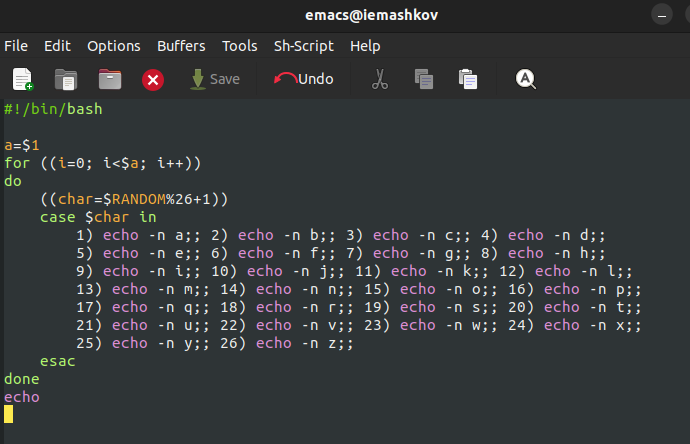 emacs@iemashkov
File Edit Options Buffers Tools Sh-Script Help
Save Undo
#!/bin/bash
a=$1
for ((i=0; i<$a; i++))
do
    ((char=$RANDOM%26+1))
    case $char in
        1) echo -n a;; 2) echo -n b;; 3) echo -n c;; 4) echo -n d;;
        5) echo -n e;; 6) echo -n f;; 7) echo -n g;; 8) echo -n h;;
        9) echo -n i;; 10) echo -n j;; 11) echo -n k;; 12) echo -n l;;
        13) echo -n m;; 14) echo -n n;; 15) echo -n o;; 16) echo -n p;;
        17) echo -n q;; 18) echo -n r;; 19) echo -n s;; 20) echo -n t;;
        21) echo -n u;; 22) echo -n v;; 23) echo -n w;; 24) echo -n x;;
        25) echo -n y;; 26) echo -n z;;
    esac
done
echo